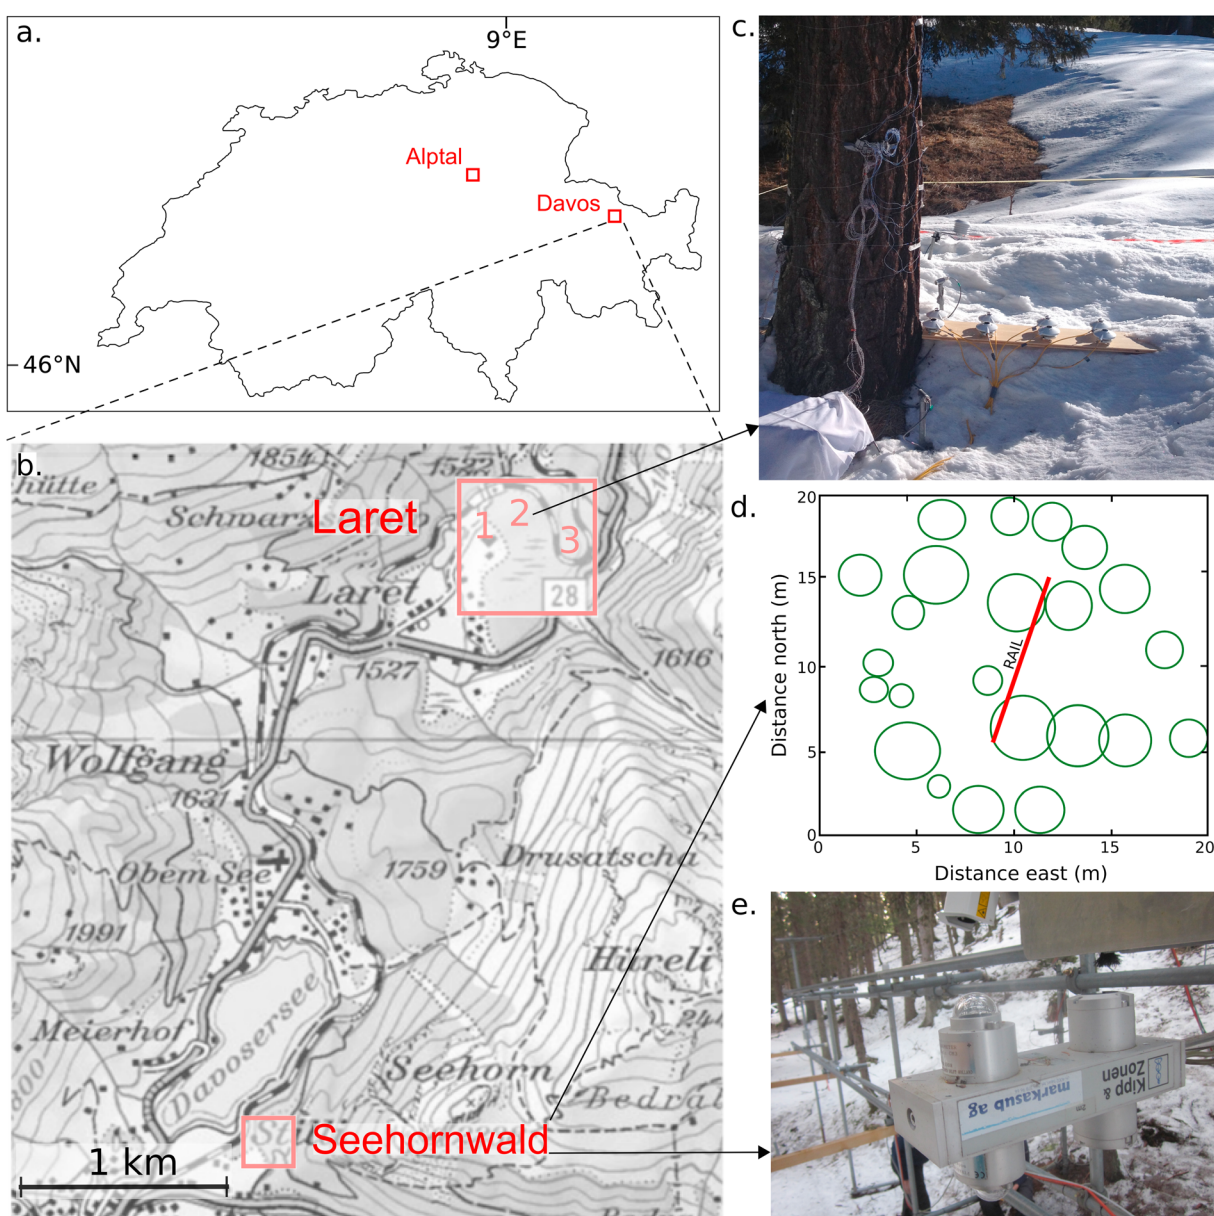 a.
9°E
Alptal
Davos
46°N
b.
1854
1522
hütte
Schwarz
Laret
1
2
3
28
Laret
1527
1616
Wolfgang
1631
Obem See
1759
Drusatscha
1991
Hüreli
Meierhof
Davosersee
Seehorn
Bedral
1800
Seehornwald
1 km
c.
d.
20
15
10
5
0
Distance north (m)
RAIL
0
5
10
15
20
Distance east (m)
e.
Kipp &
Zonen
markasub ag